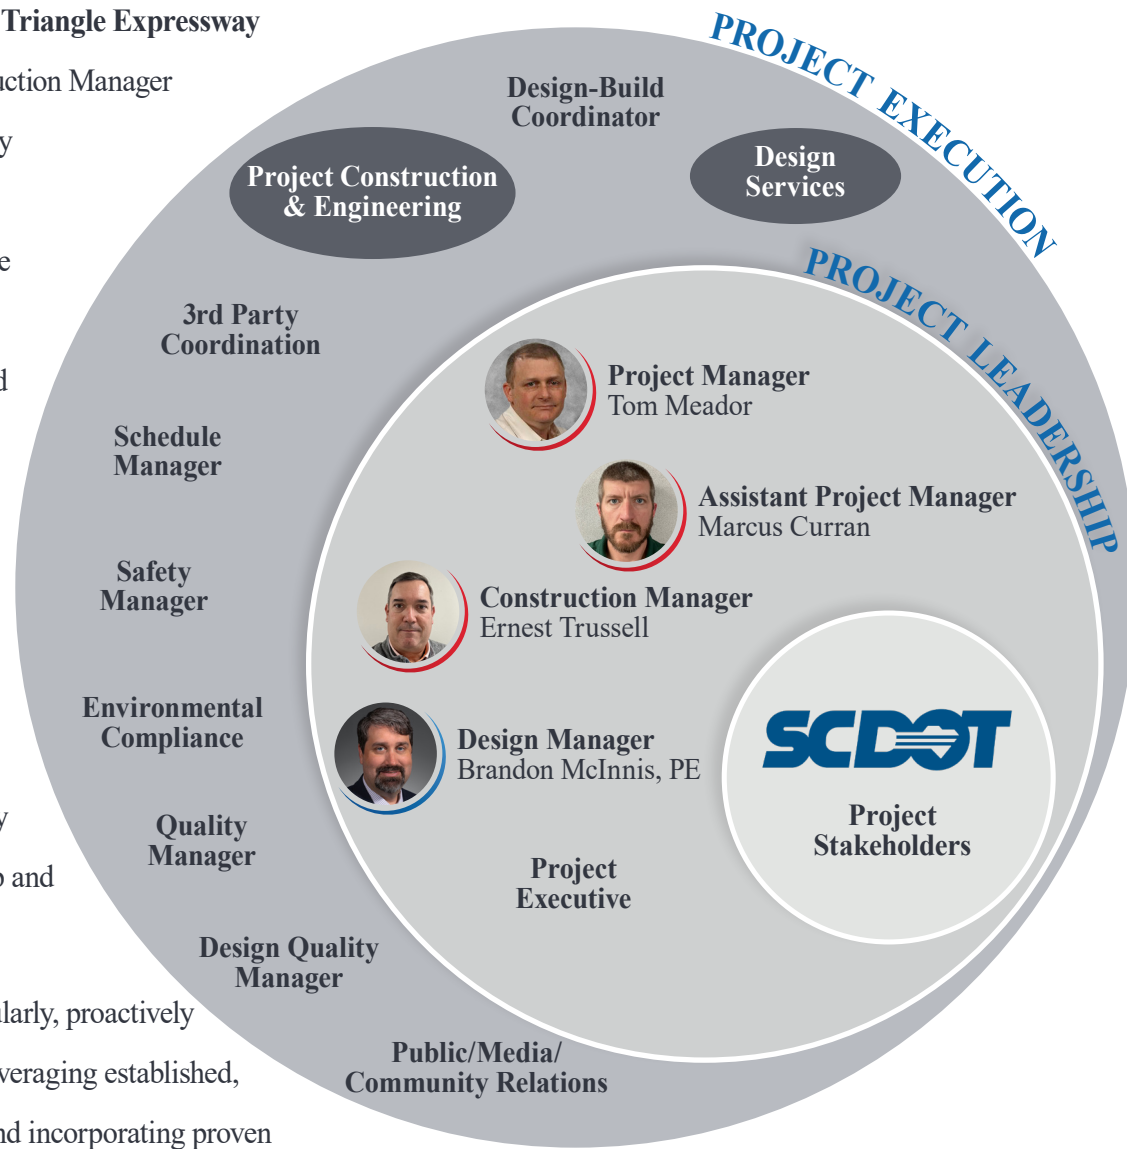 Triangle Expressway
uction Manager
y
e
d
y
p and
ularly, proactively
everaging established,
nd incorporating proven
PROJECT EXECUTION
Design-Build
Coordinator
Project Construction
& Engineering
Design
Services
PROJECT LEADERSHIP
3rd Party
Coordination
Schedule
Manager
Safety
Manager
Environmental
Compliance
Quality
Manager
Design Quality
Manager
Public/Media/
Community Relations
Project Manager
Tom Meador
Assistant Project Manager
Marcus Curran
Construction Manager
Ernest Trussell
Design Manager
Brandon McInnis, PE
Project
Executive
SCDOT
Project
Stakeholders